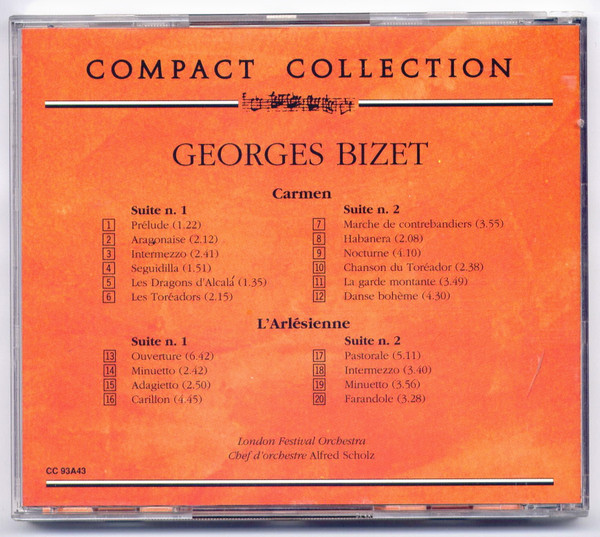 COMPACT COLLECTION
GEORGES BIZET
Carmen
Suite n. 1
1 Prélude (1.22)
2 Aragonaise (2.12)
3 Intermezzo (2.41)
4 Seguidilla (1.51)
5 Les Dragons d'Alcalá (1.35)
6 Les Toréadors (2.15)
Suite n. 2
7 Marche de contrebandiers (3.55)
8 Habanera (2.08)
9 Nocturne (4.10)
10 Chanson du Toréador (2.38)
11 La garde montante (3.49)
12 Danse bohème (4.30)
L'Arlésienne
Suite n. 1
13 Ouverture (6.42)
14 Minuetto (2.42)
15 Adagietto (2.50)
16 Carillon (4.45)
Suite n. 2
17 Pastorale (5.11)
18 Intermezzo (3.40)
19 Minuetto (3.56)
20 Farandole (3.28)
London Festival Orchestra
Chef d'orchestre Alfred Scholz
CC 93A43